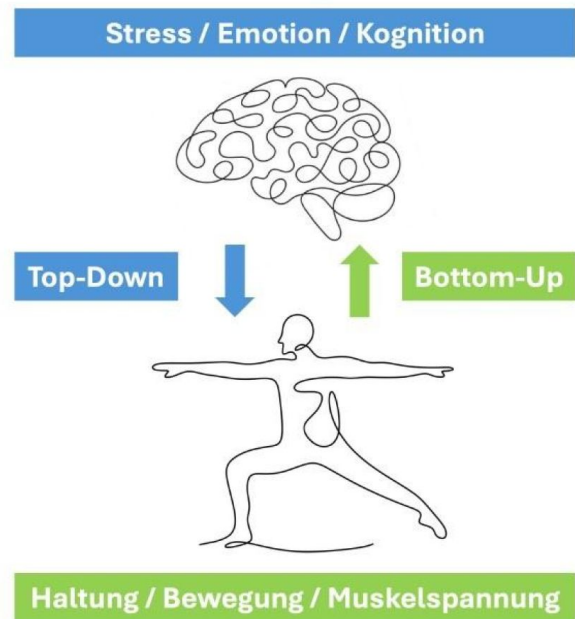 Stress / Emotion / Kognition
Top-Down
Bottom-Up
Haltung / Bewegung / Muskelspannung